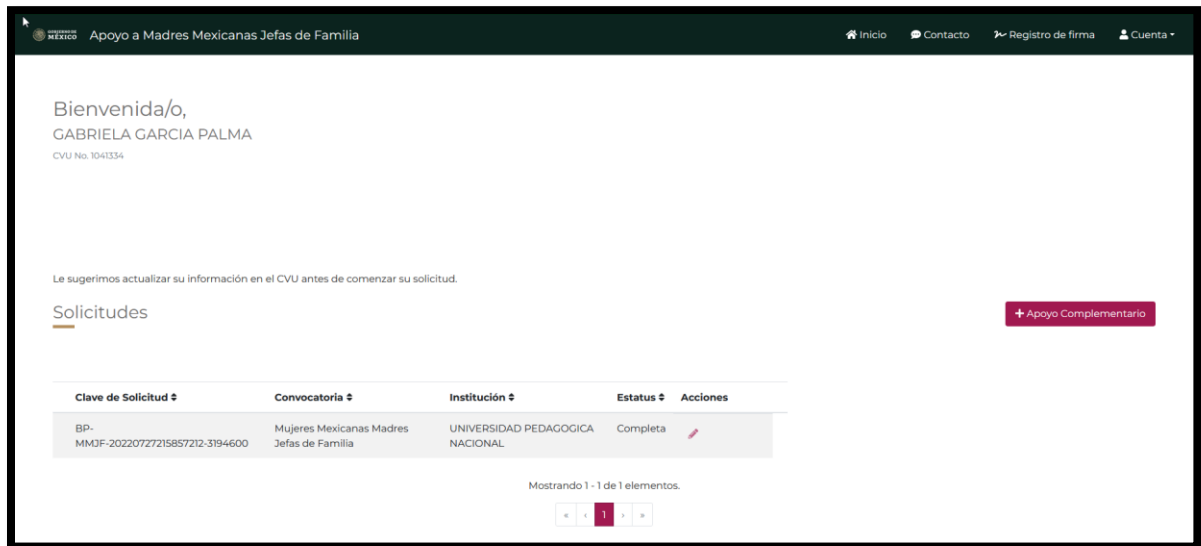 GOBIERNO DE
MÉXICO
Apoyo a Madres Mexicanas Jefas de Familia
Inicio
Contacto
Registro de firma
Cuenta
Bienvenida/o,
GABRIELA GARCIA PALMA
CVU No. 1041334
Le sugerimos actualizar su información en el CVU antes de comenzar su solicitud.
Solicitudes
+ Apoyo Complementario
Clave de Solicitud
Convocatoria
Institución
Estatus
Acciones
BP-
MMJF-20220727215857212-3194600
Mujeres Mexicanas Madres
Jefas de Familia
UNIVERSIDAD PEDAGOGICA
NACIONAL
Completa
Mostrando 1 - 1 de 1 elementos.
« ‹ 1 › »